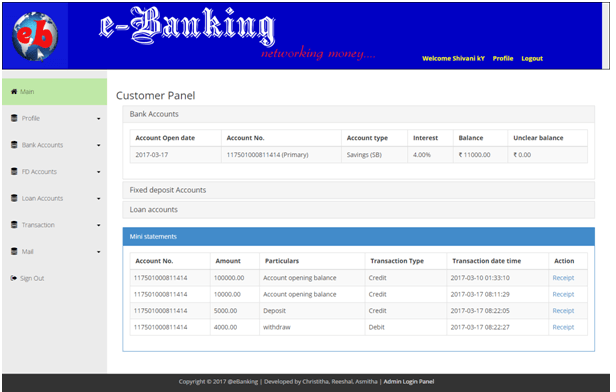 eb
e-Banking
networking money....
Welcome Shivani kY Profile Logout
Main
Profile
Bank Accounts
FD Accounts
Loan Accounts
Transaction
Mail
Sign Out
Customer Panel
Bank Accounts
Account Open date Account No. Account type Interest Balance Unclear balance
2017-03-17 117501000811414 (Primary) Savings (SB) 4.00% ₹ 11000.00 ₹ 0.00
Fixed deposit Accounts
Loan accounts
Mini statements
Account No. Amount Particulars Transaction Type Transaction date time Action
117501000811414 100000.00 Account opening balance Credit 2017-03-10 01:33:10 Receipt
117501000811414 10000.00 Account opening balance Credit 2017-03-17 08:11:29 Receipt
117501000811414 5000.00 Deposit Credit 2017-03-17 08:22:05 Receipt
117501000811414 4000.00 withdraw Debit 2017-03-17 08:22:27 Receipt
Copyright © 2017 @eBanking | Developed by Christitha, Reeshal, Asmitha | Admin Login Panel